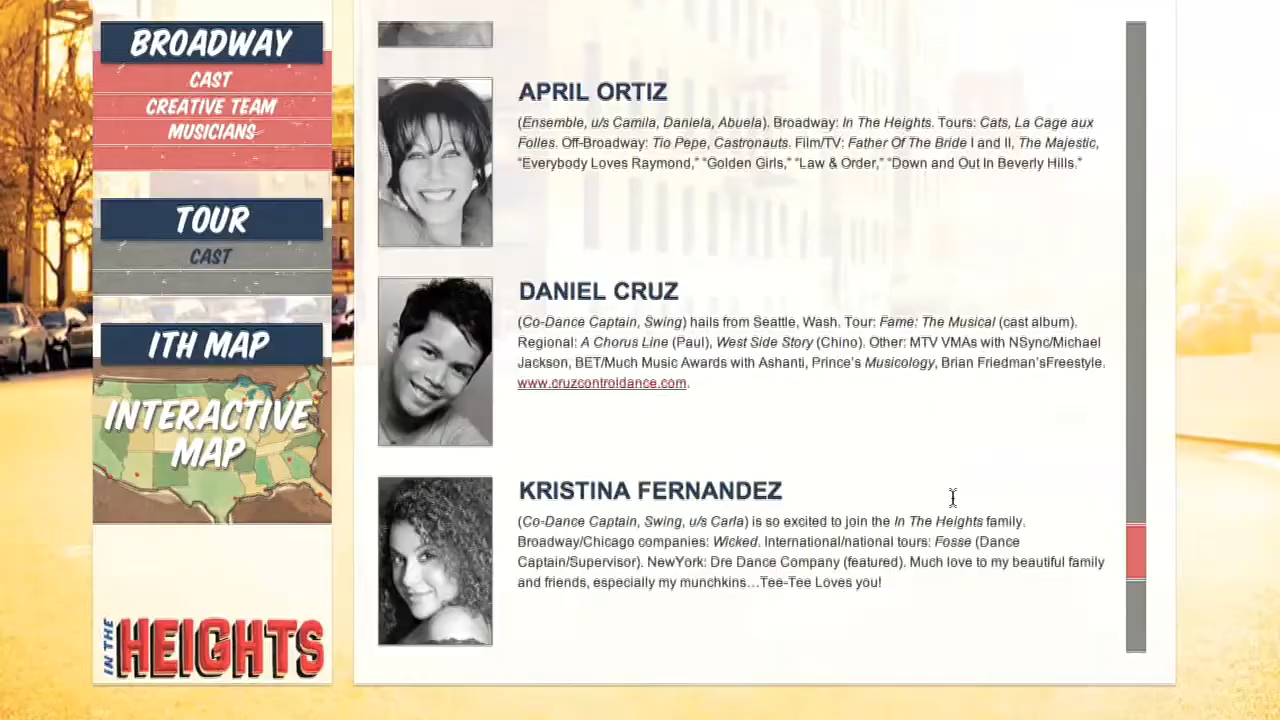 BROADWAY
CAST
CREATIVE TEAM
MUSICIANS
TOUR
CAST
ITH MAP
INTERACTIVE
MAP
IN THE
HEIGHTS
APRIL ORTIZ
(Ensemble, u/s Camila, Daniela, Abuela). Broadway: In The Heights. Tours: Cats, La Cage aux
Folles. Off-Broadway: Tio Pepe, Castronauts. Film/TV: Father Of The Bride I and II, The Majestic,
“Everybody Loves Raymond,” “Golden Girls,” “Law & Order,” “Down and Out In Beverly Hills.”
DANIEL CRUZ
(Co-Dance Captain, Swing) hails from Seattle, Wash. Tour: Fame: The Musical (cast album).
Regional: A Chorus Line (Paul), West Side Story (Chino). Other: MTV VMAs with NSync/Michael
Jackson, BET/Much Music Awards with Ashanti, Prince’s Musicology, Brian Friedman’sFreestyle.
www.cruzcontroldance.com.
KRISTINA FERNANDEZ
(Co-Dance Captain, Swing, u/s Carla) is so excited to join the In The Heights family.
Broadway/Chicago companies: Wicked. International/national tours: Fosse (Dance
Captain/Supervisor). NewYork: Dre Dance Company (featured). Much love to my beautiful family
and friends, especially my munchkins…Tee-Tee Loves you!